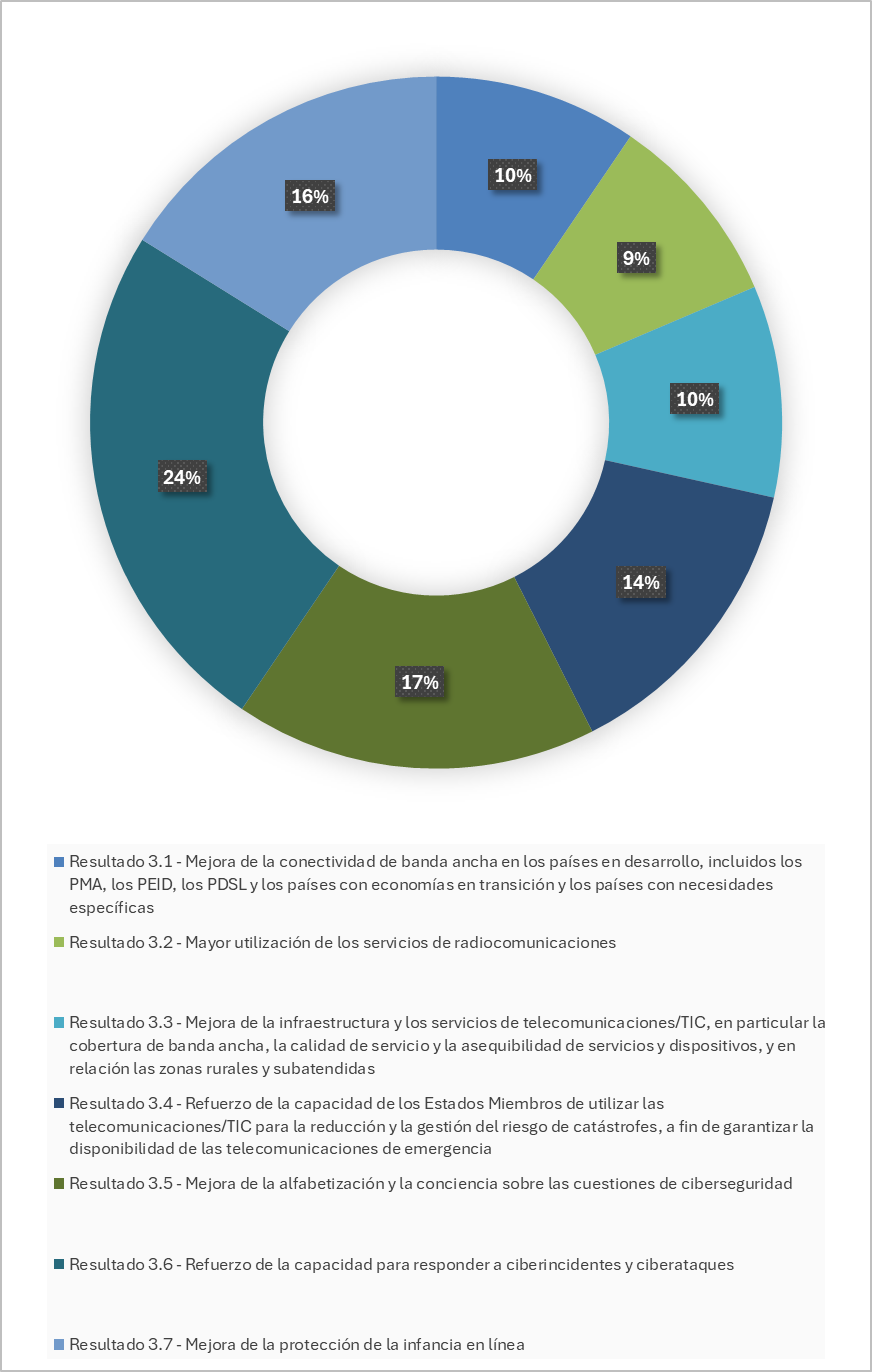 10%
9%
10%
14%
17%
24%
16%
Resultado 3.1 - Mejora de la conectividad de banda ancha en los países en desarrollo, incluidos los
PMA, los PEID, los PDSL y los países con economías en transición y los países con necesidades
específicas
Resultado 3.2 - Mayor utilización de los servicios de radiocomunicaciones
Resultado 3.3 - Mejora de la infraestructura y los servicios de telecomunicaciones/TIC, en particular la
cobertura de banda ancha, la calidad de servicio y la asequibilidad de servicios y dispositivos, y en
relación las zonas rurales y subatendidas
Resultado 3.4 - Refuerzo de la capacidad de los Estados Miembros de utilizar las
telecomunicaciones/TIC para la reducción y la gestión del riesgo de catástrofes, a fin de garantizar la
disponibilidad de las telecomunicaciones de emergencia
Resultado 3.5 - Mejora de la alfabetización y la conciencia sobre las cuestiones de ciberseguridad
Resultado 3.6 - Refuerzo de la capacidad para responder a ciberincidentes y ciberataques
Resultado 3.7 - Mejora de la protección de la infancia en línea